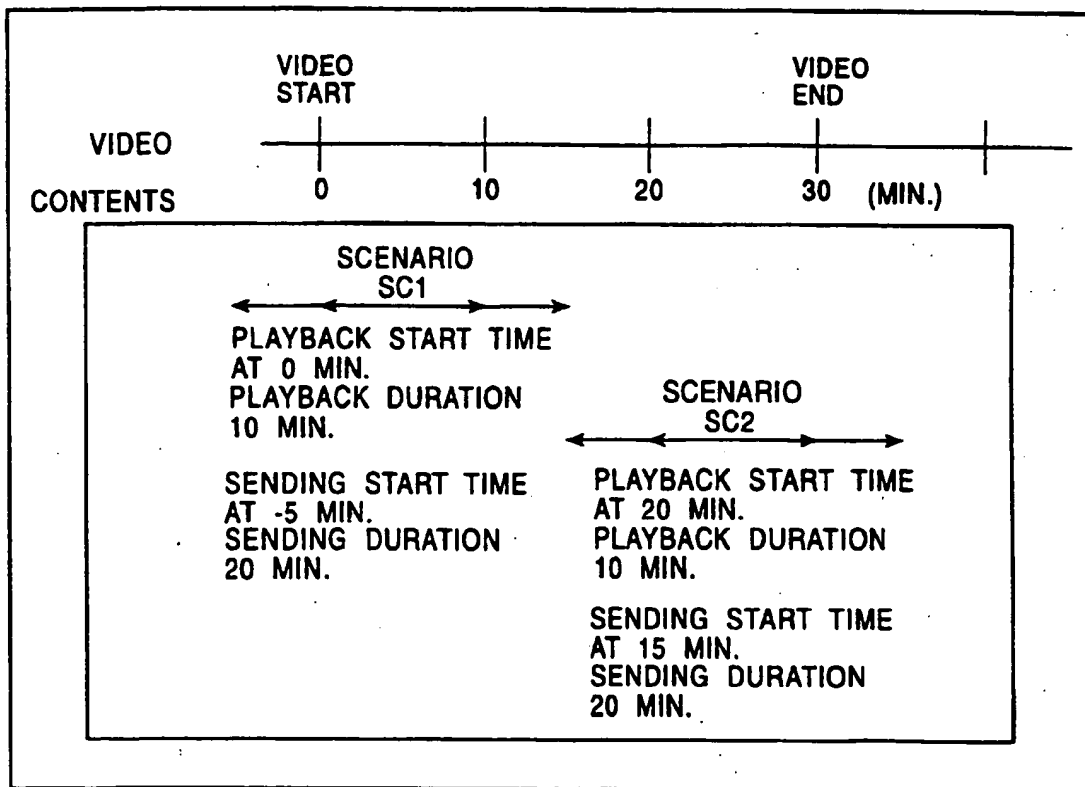 VIDEO
START
VIDEO
END
VIDEO
0 10 20 30 (MIN.)
CONTENTS
SCENARIO
SC1
PLAYBACK START TIME
AT 0 MIN.
PLAYBACK DURATION
10 MIN.
SENDING START TIME
AT -5 MIN.
SENDING DURATION
20 MIN.
SCENARIO
SC2
PLAYBACK START TIME
AT 20 MIN.
PLAYBACK DURATION
10 MIN.
SENDING START TIME
AT 15 MIN.
SENDING DURATION
20 MIN.